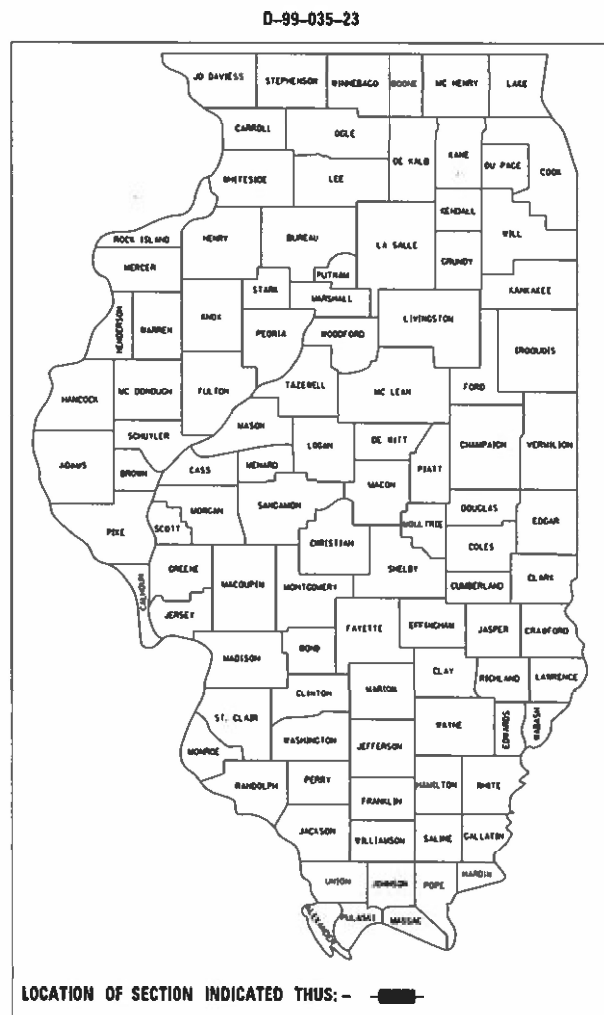 D-99-035-23
JO DAVIESS STEPHENSON WINNEBAGO BOONE MC HENRY LAKE
CARROLL OGLE
DE KALB KANE DU PAGE COOK
WHITESIDE LEE
KENDALL
ROCK ISLAND HENRY BUREAU LA SALLE WILL
MERCER PUTNAM GRUNDY
STARK MARSHALL KANKAKEE
HENDERSON WARREN KNOX PEORIA WOODFORD LIVINGSTON
IROQUOIS
HANCOCK MC DONOUGH FULTON TAZEWELL MC LEAN FORD
MASON
SCHUYLER LOGAN DE WITT CHAMPAIGN VERMILION
ADAMS BROWN CASS MENARD PIATT
MACON
PIKE SCOTT MORGAN SANGAMON DOUGLAS EDGAR
MOULTRIE
CHRISTIAN COLES
GREENE SHELBY
CALHOUN MACOUPIN MONTGOMERY CUMBERLAND CLARK
JERSEY
FAYETTE EFFINGHAM JASPER CRAWFORD
MADISON BOND
CLAY RICHLAND LAWRENCE
CLINTON MARION
ST. CLAIR WAYNE EDWARDS WABASH
WASHINGTON JEFFERSON
MONROE
RANDOLPH PERRY HAMILTON WHITE
FRANKLIN
JACKSON WILLIAMSON SALINE GALLATIN
UNION JOHNSON POPE HARDIN
ALEXANDER PULASKI MASSAC
LOCATION OF SECTION INDICATED THUS: -